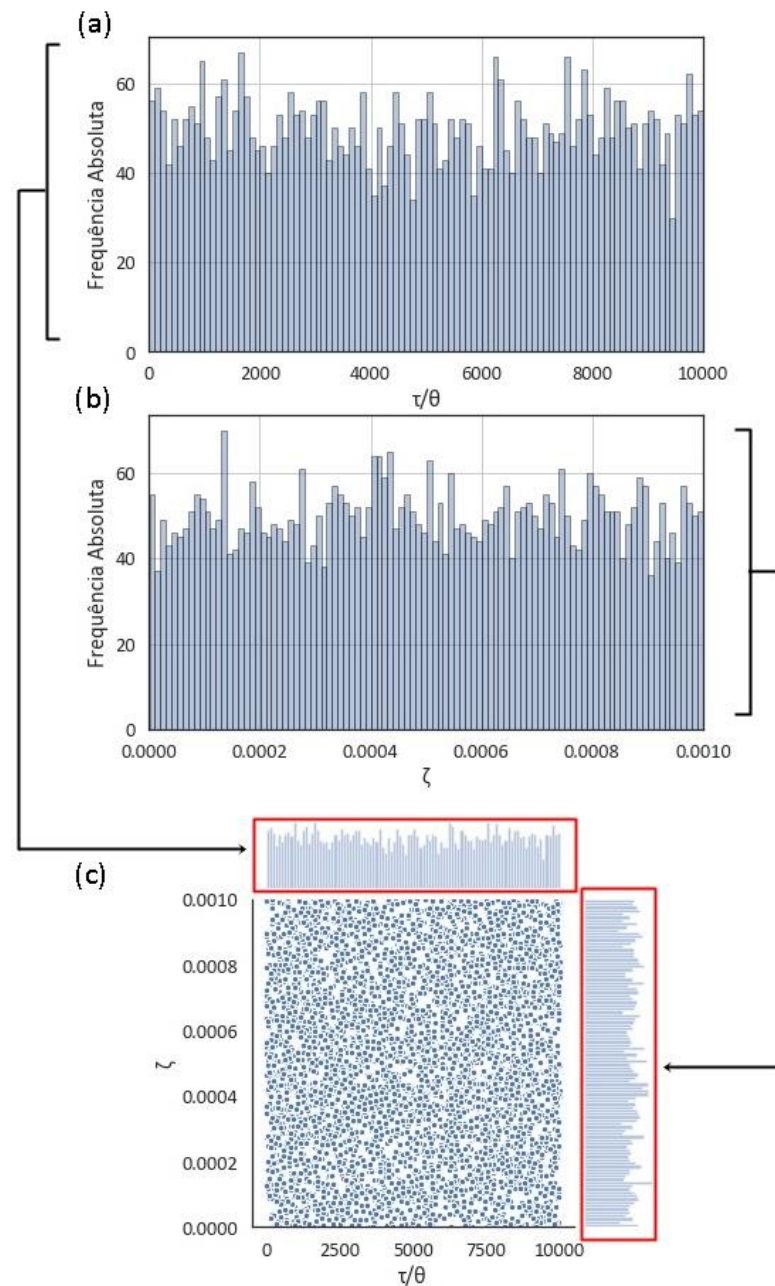 (a)
Frequência Absoluta
60
40
20
0
0 2000 4000 6000 8000 10000
τ/θ
(b)
Frequência Absoluta
60
40
20
0
0.0000 0.0002 0.0004 0.0006 0.0008 0.0010
ζ
(c)
ζ
0.0010
0.0008
0.0006
0.0004
0.0002
0.0000
0 2500 5000 7500 10000
τ/θ